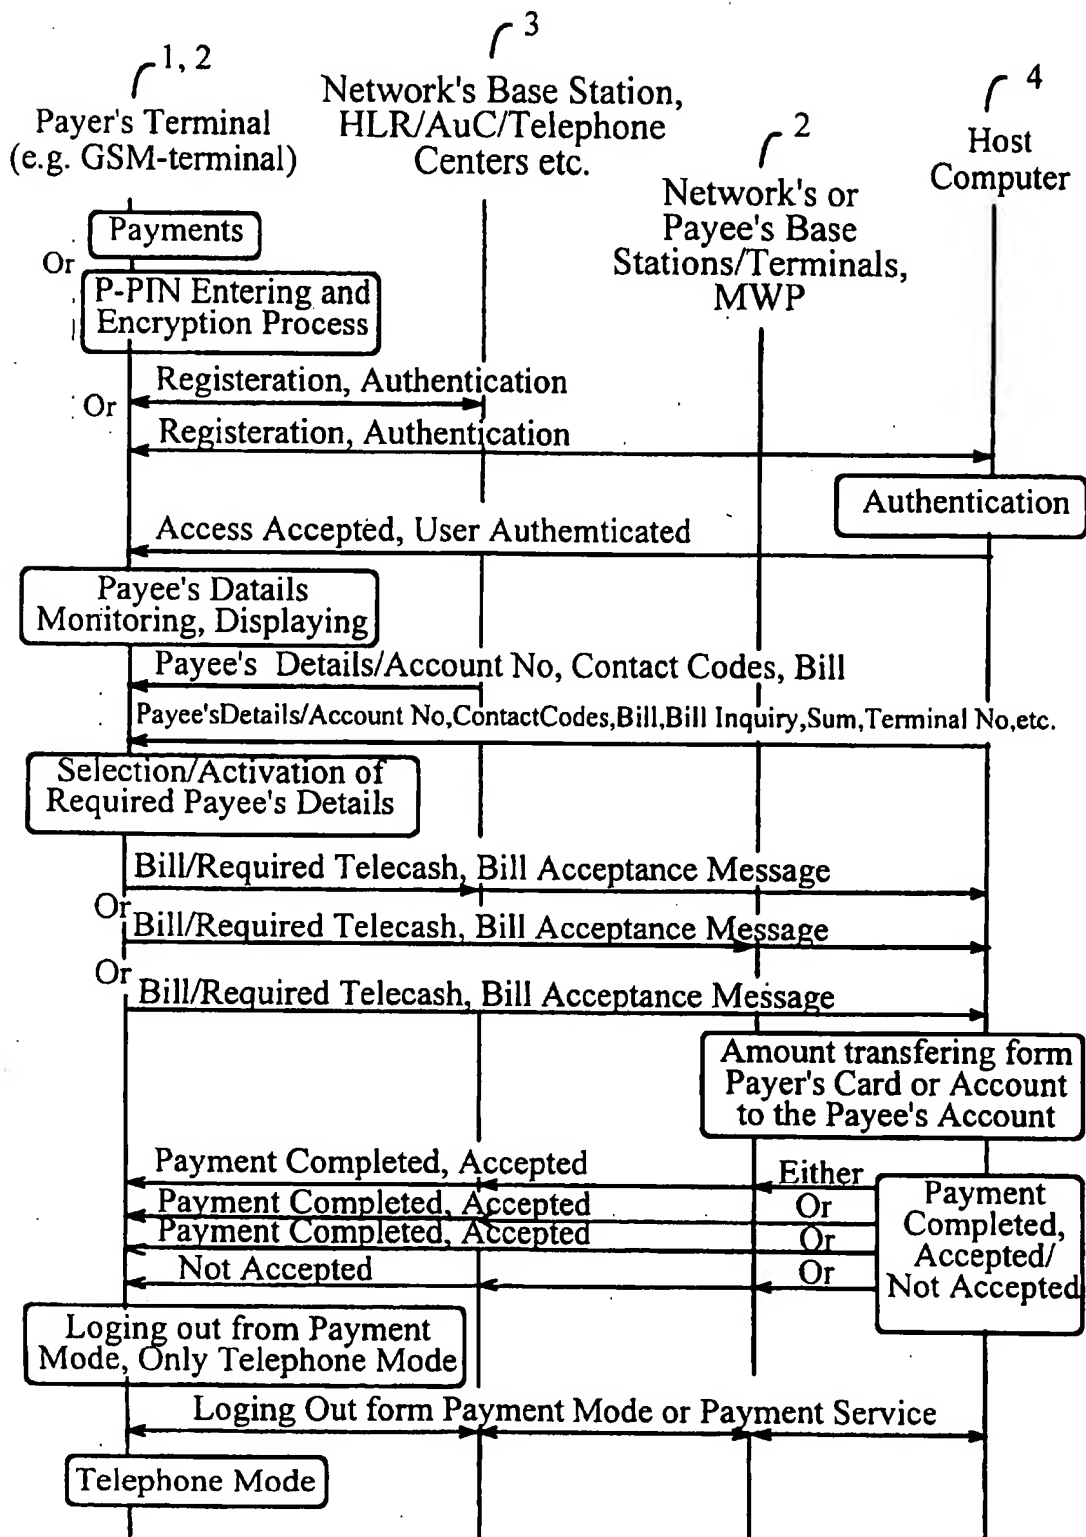 3
1, 2
4
Network's Base Station,
HLR/AuC/Telephone
Centers etc.
Payer's Terminal
(e.g. GSM-terminal)
2
Host
Computer
Network's or
Payee's Base
Stations/Terminals,
MWP
Payments
Or
P-PIN Entering and
Encryption Process
Registeration, Authentication
Or
Registeration, Authentication
Authentication
Access Accepted, User Authemticated
Payee's Datails
Monitoring, Displaying
Payee's Details/Account No, Contact Codes, Bill
Payee'sDetails/Account No,ContactCodes,Bill,Bill Inquiry,Sum,Terminal No,etc.
Selection/Activation of
Required Payee's Details
Bill/Required Telecash, Bill Acceptance Message
Or
Bill/Required Telecash, Bill Acceptance Message
Or
Bill/Required Telecash, Bill Acceptance Message
Amount transfering form
Payer's Card or Account
to the Payee's Account
Payment Completed, Accepted
Either
Payment Completed, Accepted
Or
Payment Completed, Accepted
Or
Not Accepted
Or
Payment
Completed,
Accepted/
Not Accepted
Loging out from Payment
Mode, Only Telephone Mode
Loging Out form Payment Mode or Payment Service
Telephone Mode